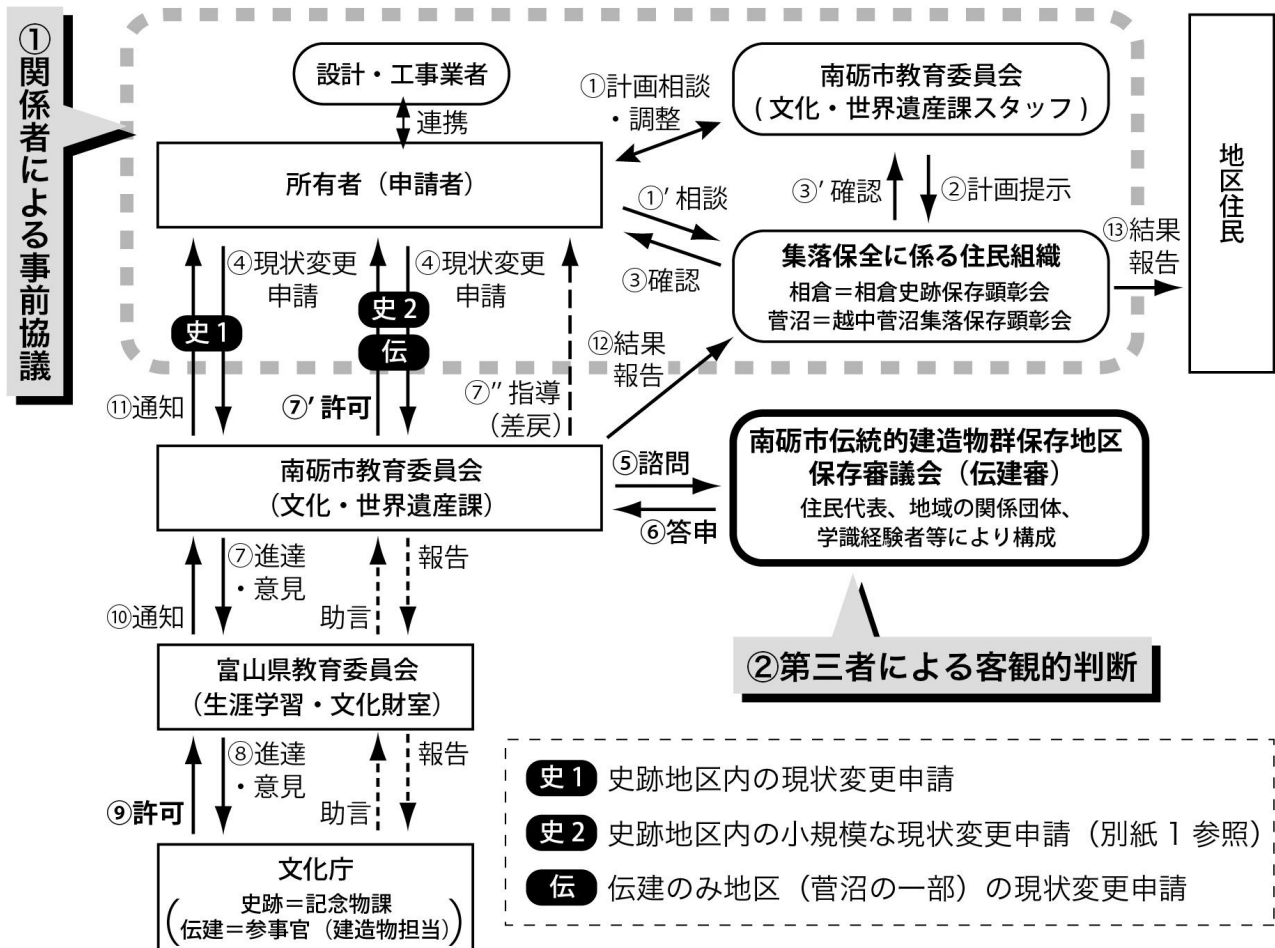 ①関係者による事前協議
設計・工事業者
連携
所有者（申請者）
①計画相談
・調整
南砺市教育委員会
( 文化・世界遺産課スタッフ )
①’ 相談
③確認
③’ 確認
②計画提示
集落保全に係る住民組織
相倉＝相倉史跡保存顕彰会
菅沼＝越中菅沼集落保存顕彰会
⑬結果
報告
地区住民
④現状変更
申請
史 1
④現状変更
申請
史 2
伝
⑪通知
⑦’ 許可
⑦’’ 指導
（差戻）
⑫結果
報告
南砺市教育委員会
（文化・世界遺産課）
⑤諮問
⑥答申
南砺市伝統的建造物群保存地区
保存審議会（伝建審）
住民代表、地域の関係団体、
学識経験者等により構成
②第三者による客観的判断
⑦進達
・意見
⑩通知
報告
助言
富山県教育委員会
（生涯学習・文化財室）
⑧進達
・意見
⑨許可
報告
助言
文化庁
史跡＝記念物課
伝建＝参事官（建造物担当）
史 1 史跡地区内の現状変更申請
史 2 史跡地区内の小規模な現状変更申請（別紙 1 参照）
伝 伝建のみ地区（菅沼の一部）の現状変更申請